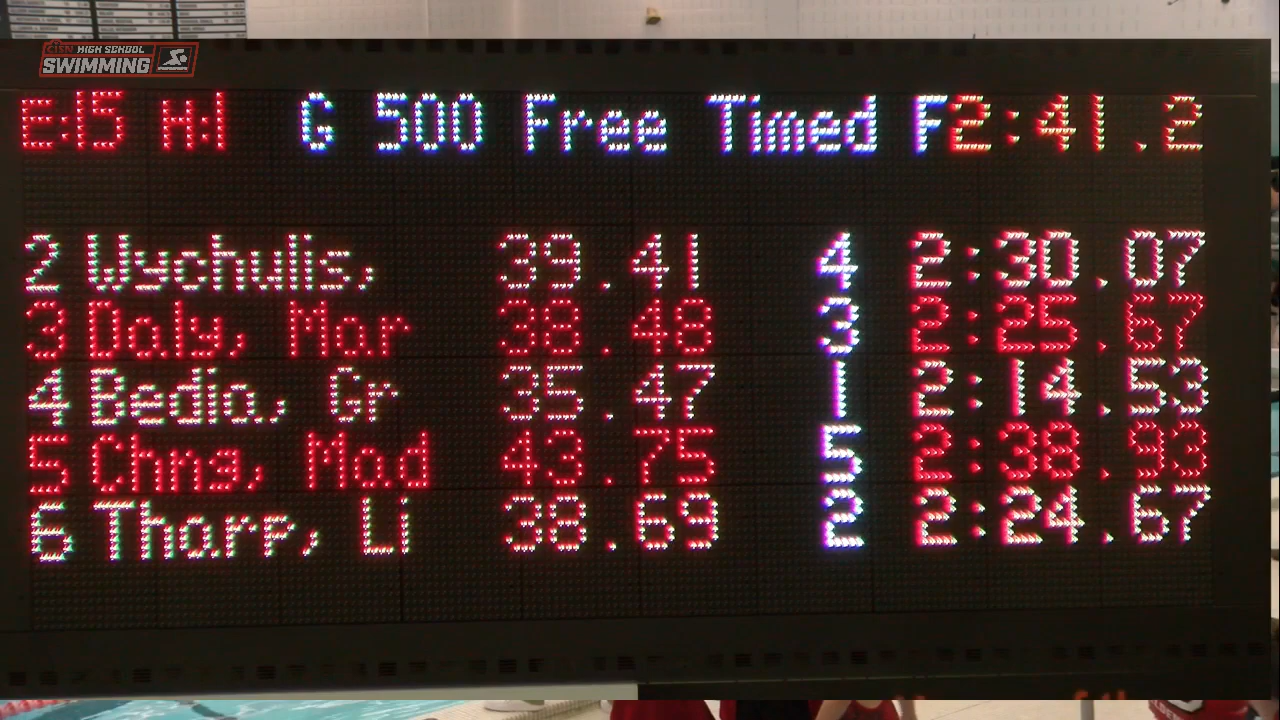 CISN HIGH SCHOOL
SWIMMING
E:15 H:1 G 500 Free Timed F2:41.2
2 Wychulis, 39.41 4 2:30.07
3 Daly, Mar 38.48 3 2:25.67
4 Bedia, Gr 35.47 1 2:14.53
5 Chng, Mad 43.75 5 2:38.93
6 Tharp, Li 38.69 2 2:24.67